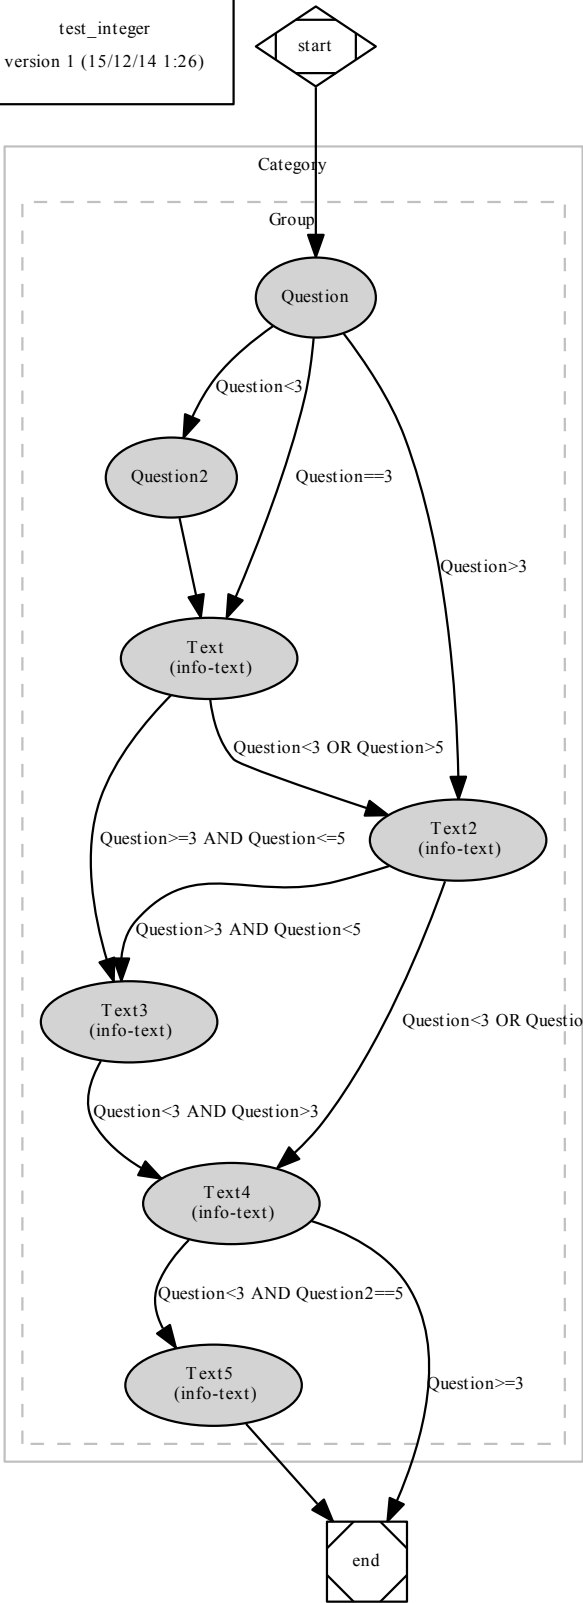 test_integer
version 1 (15/12/14 1:26)
start
Category
Group
Question
Question<3
Question2
Question==3
Question>3
Text
(info-text)
Question<3 OR Question>5
Text2
(info-text)
Question>=3 AND Question<=5
Question>3 AND Question<5
Text3
(info-text)
Question<3 OR Questio
Question<3 AND Question>3
Text4
(info-text)
Question<3 AND Question2==5
Text5
(info-text)
Question>=3
end